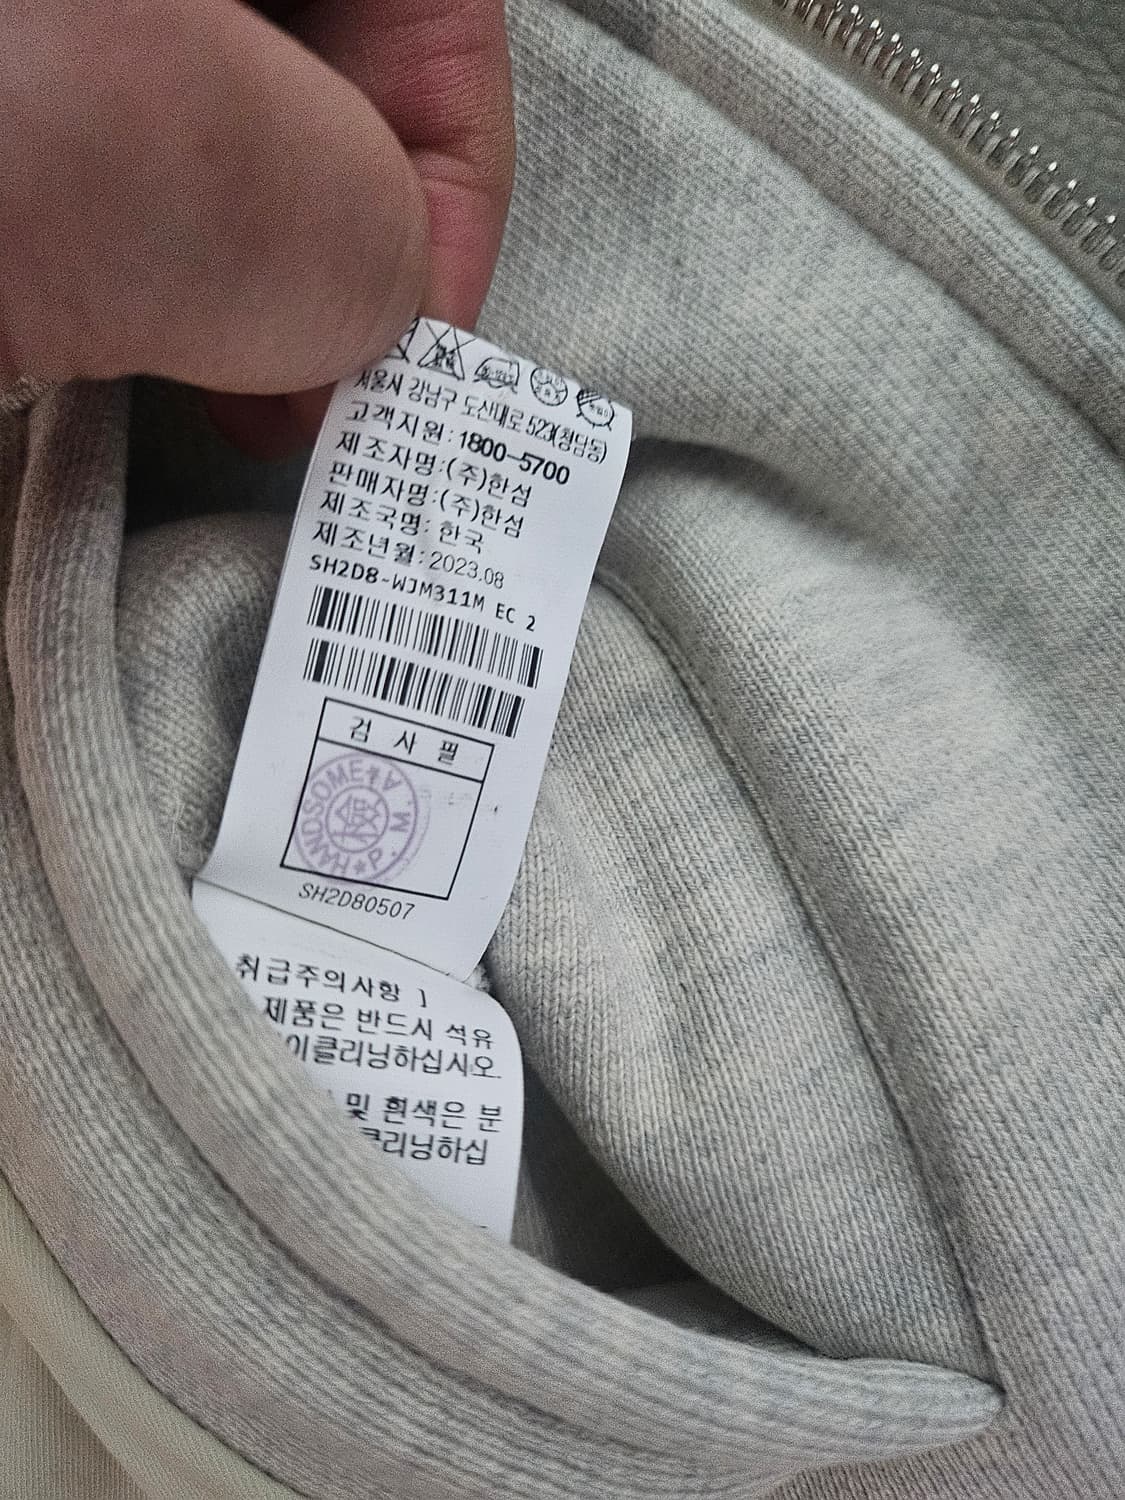 서울시 강남구 도산대로 523(청담동)
고객지원:1800-5700
제조자명:(주)한섬
판매자명:(주)한섬
제조국명: 한국
제조년월:2023.08
SH2D8-WJM311M EC 2
검 사 필
HANDSOME
SH2D80507
취급주의사항 ]
제품은 반드시 석유
이클리닝하십시오.
및 흰색은 분
클리닝하십